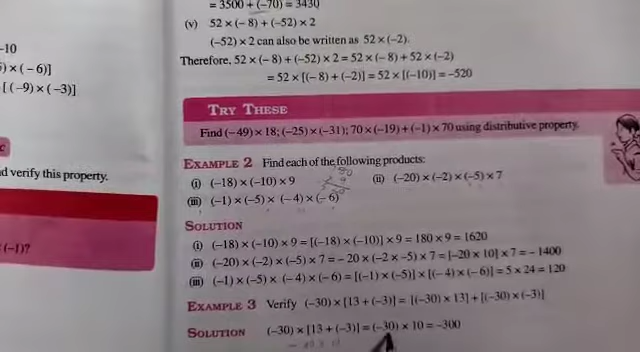 = 3500 + (−70) = 3430
(v) 52 × (− 8) + (−52) × 2
(−52) × 2 can also be written as 52 × (−2).
Therefore, 52 × (− 8) + (−52) × 2 = 52 × (− 8) + 52 × (−2)
= 52 × [(− 8) + (−2)] = 52 × [(−10)] = −520
−10
) × (− 6)]
[(−9) × (−3)]
TRY THESE
Find (−49) × 18; (−25) × (−31); 70 × (−19) + (−1) × 70 using distributive property.
d verify this property.
× (−1)?
EXAMPLE 2 Find each of the following products:
(i) (−18) × (−10) × 9 (ii) (−20) × (−2) × (−5) × 7
(iii) (−1) × (−5) × (− 4) × (− 6)
SOLUTION
(i) (−18) × (−10) × 9 = [(−18) × (−10)] × 9 = 180 × 9 = 1620
(ii) (−20) × (−2) × (−5) × 7 = − 20 × (− 2 × −5) × 7 = [−20 × 10] × 7 = − 1400
(iii) (−1) × (−5) × (− 4) × (− 6) = [(−1) × (−5)] × [(− 4) × (− 6)] = 5 × 24 = 120
EXAMPLE 3 Verify (−30) × [13 + (−3)] = [(−30) × 13] + [(−30) × (−3)]
SOLUTION (−30) × [13 + (−3)] = (−30) × 10 = −300